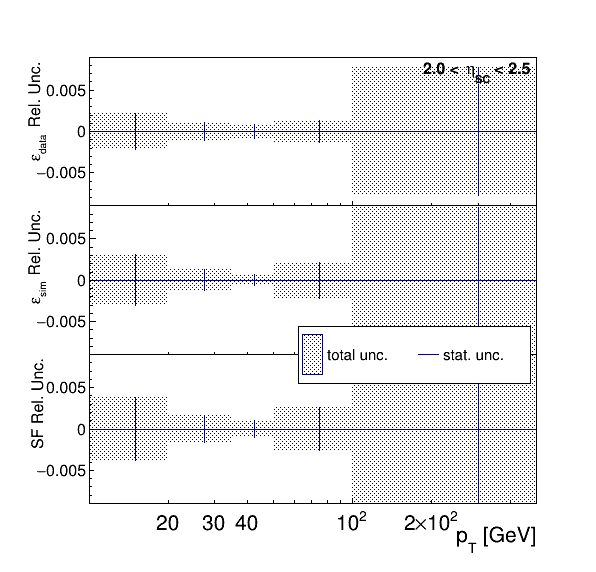 2.0 < η_SC < 2.5
ε_data Rel. Unc.
0.005
0
−0.005
ε_sim Rel. Unc.
0.005
0
−0.005
total unc. stat. unc.
SF Rel. Unc.
0.005
0
−0.005
20 30 40 10² 2×10²
p_T [GeV]